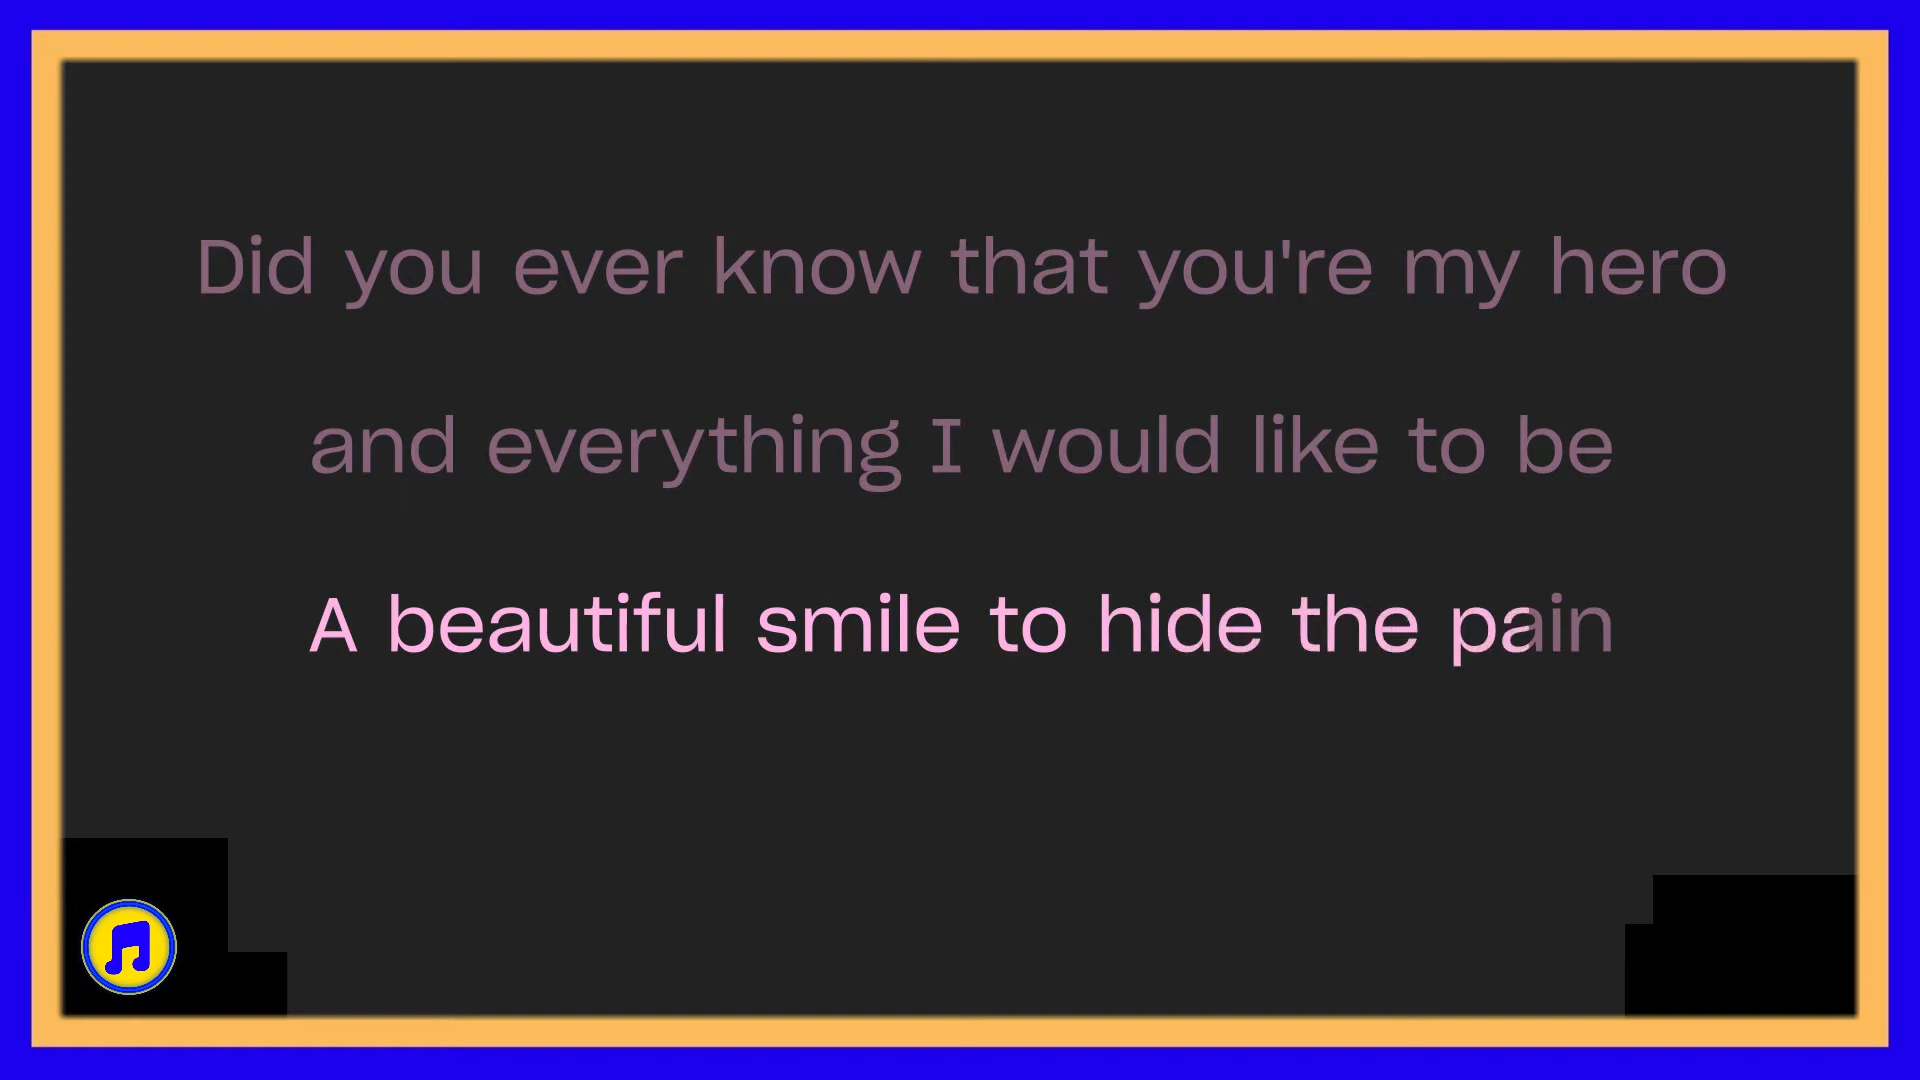 Did you ever know that you're my hero
and everything I would like to be
A beautiful smile to hide the pain